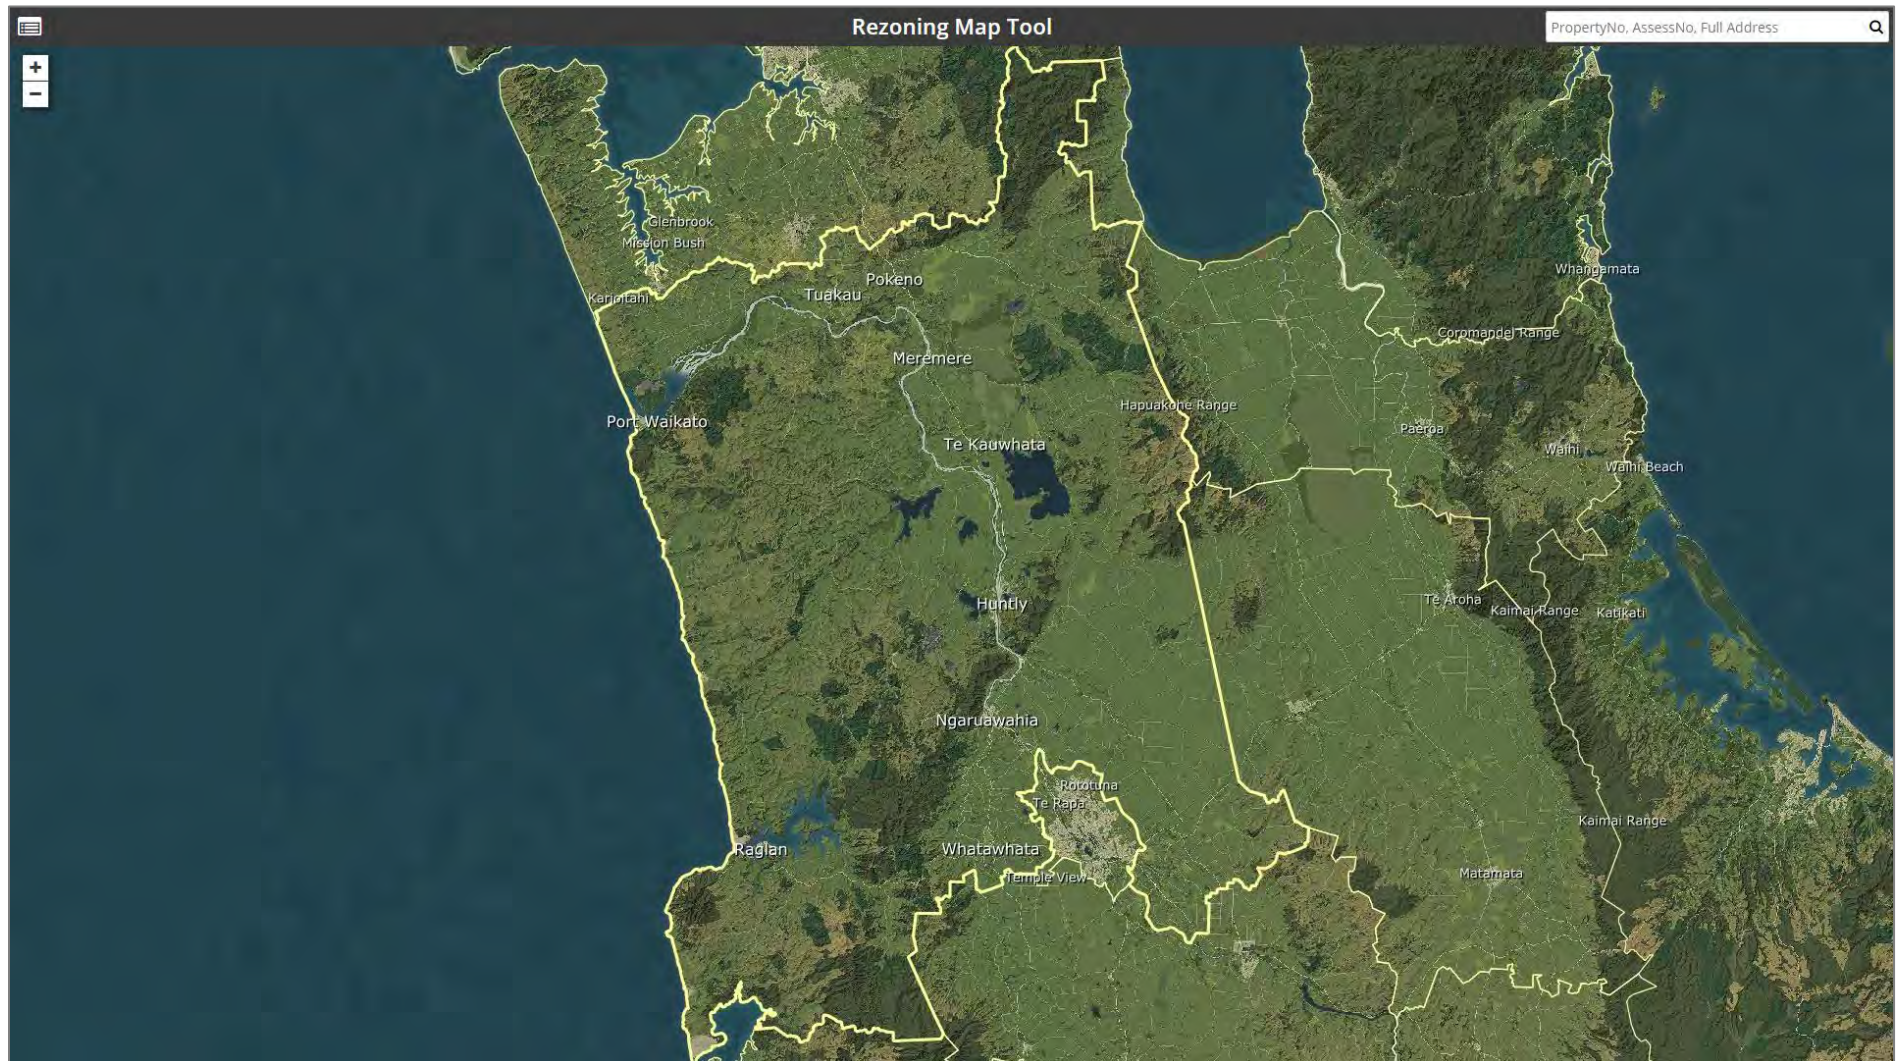 Rezoning Map Tool
PropertyNo, AssessNo, Full Address
+
−
Glenbrook
Mission Bush
Whangamata
Pokeno
Tuakau
Karioitahi
Coromandel Range
Meremere
Hapuakohe Range
Port Waikato
Paeroa
Te Kauwhata
Waihi
Waihi Beach
Te Aroha
Huntly
Kaimai Range
Katikati
Ngaruawahia
Rototuna
Te Rapa
Kaimai Range
Raglan
Whatawhata
Matamata
Temple View